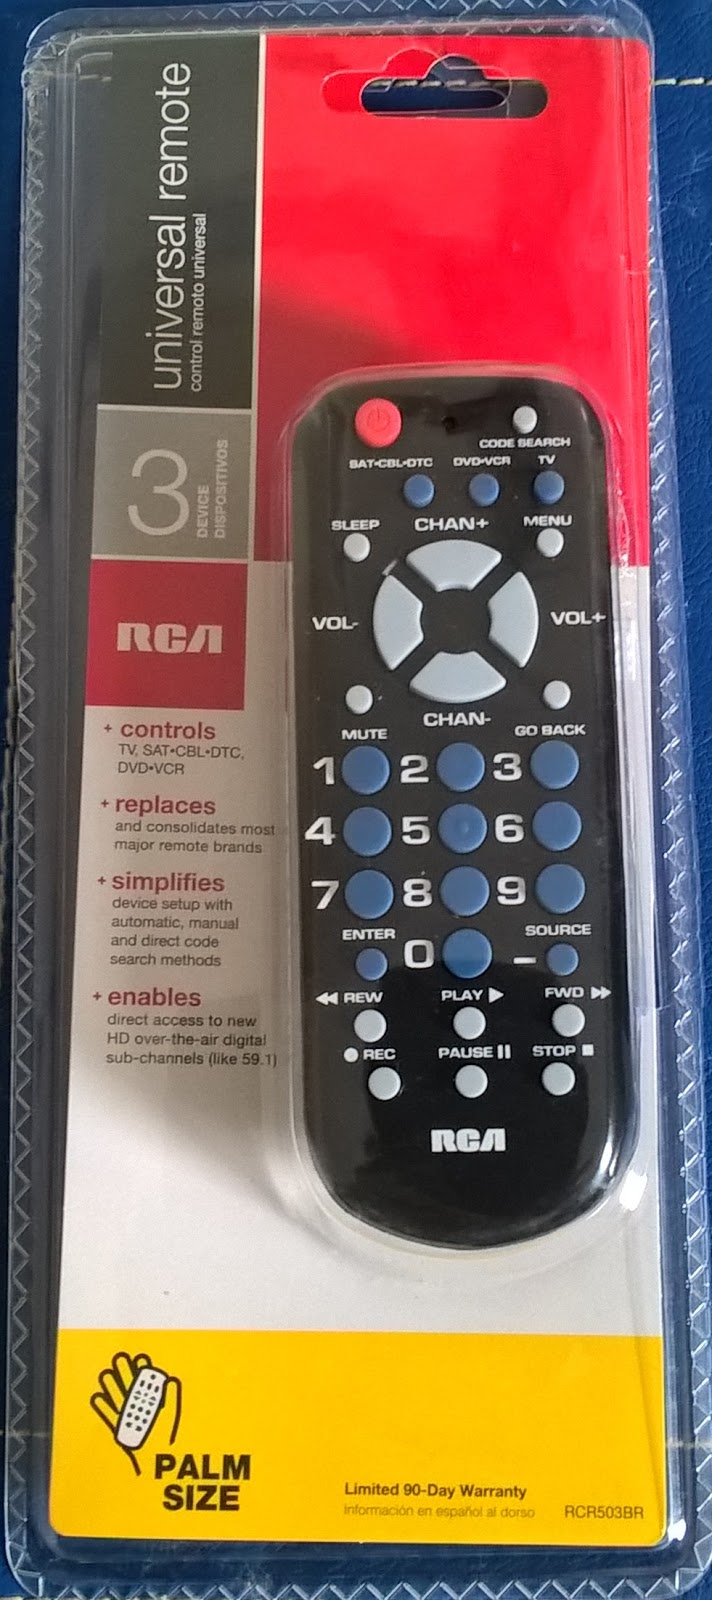 universal remote
control remoto universal
3
DEVICE
DISPOSITIVOS
RCA
+ controls
TV, SAT•CBL•DTC,
DVD•VCR
+ replaces
and consolidates most
major remote brands
+ simplifies
device setup with
automatic, manual
and direct code
search methods
+ enables
direct access to new
HD over-the-air digital
sub-channels (like 59.1)
CODE SEARCH
SAT•CBL•DTC DVD•VCR TV
SLEEP CHAN+ MENU
VOL- VOL+
CHAN-
MUTE GO BACK
1 2 3
4 5 6
7 8 9
ENTER 0 – SOURCE
◀◀ REW PLAY ▶ FWD ▶▶
● REC PAUSE II STOP ■
RCA
PALM
SIZE
Limited 90-Day Warranty
Información en español al dorso
RCR503BR